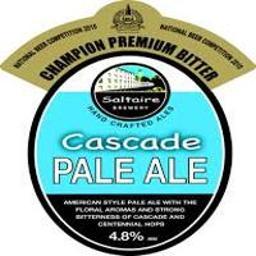 NATIONAL BEER COMPETITION 2010
NATIONAL BEER COMPETITION 2010
CHAMPION PREMIUM BITTER
Saltaire
BREWERY
HAND CRAFTED ALES
Cascade
PALE ALE
AMERICAN STYLE PALE ALE WITH THE
FLORAL AROMAS AND STRONG
BITTERNESS OF CASCADE AND
CENTENNIAL HOPS
4.8%